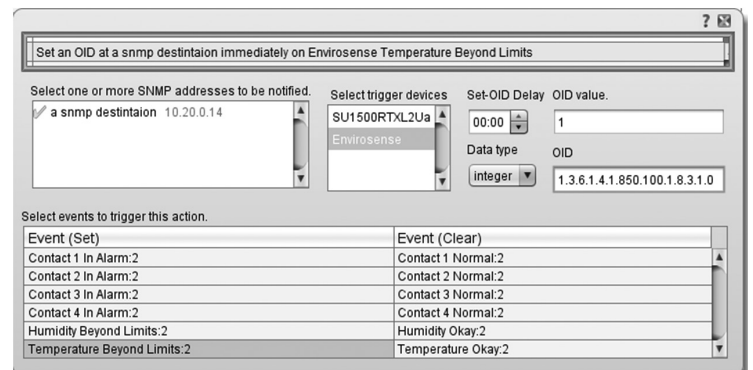 ?
Set an OID at a snmp destintaion immediately on Envirosense Temperature Beyond Limits
Select one or more SNMP addresses to be notified.
a snmp destintaion 10.20.0.14
Select trigger devices
SU1500RTXL2Ua
Envirosense
Set-OID Delay
00:00
Data type
integer
OID value.
1
OID
1.3.6.1.4.1.850.100.1.8.3.1.0
Select events to trigger this action.
Event (Set) Event (Clear)
Contact 1 In Alarm:2 Contact 1 Normal:2
Contact 2 In Alarm:2 Contact 2 Normal:2
Contact 3 In Alarm:2 Contact 3 Normal:2
Contact 4 In Alarm:2 Contact 4 Normal:2
Humidity Beyond Limits:2 Humidity Okay:2
Temperature Beyond Limits:2 Temperature Okay:2